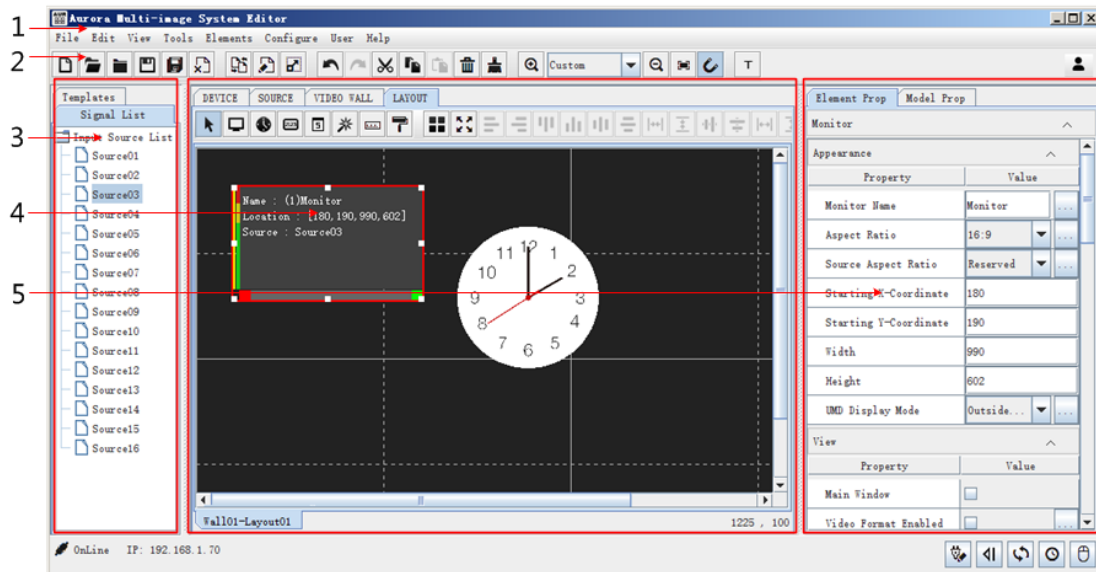 Aurora Multi-image System Editor
1
File Edit View Tools Elements Configure User Help
2
Custom
T
Templates
Signal List
3
Input Source List
Source01
Source02
Source03
Source04
Source05
Source06
Source07
Source08
Source09
Source10
Source11
Source12
Source13
Source14
Source15
Source16
DEVICE SOURCE VIDEO WALL LAYOUT
4
Name : (1)Monitor
Location : [180,190,990,602]
Source : Source03
12
1
2
3
4
5
6
7
8
9
10
11
Wall01-Layout01
1225 , 100
5
Element Prop Model Prop
Monitor
Appearance
Property Value
Monitor Name Monitor ...
Aspect Ratio 16:9 ...
Source Aspect Ratio Reserved ...
Starting X-Coordinate 180
Starting Y-Coordinate 190
Width 990
Height 602
UMD Display Mode Outside... ...
View
Property Value
Main Window
Video Format Enabled ...
OnLine IP: 192.168.1.70